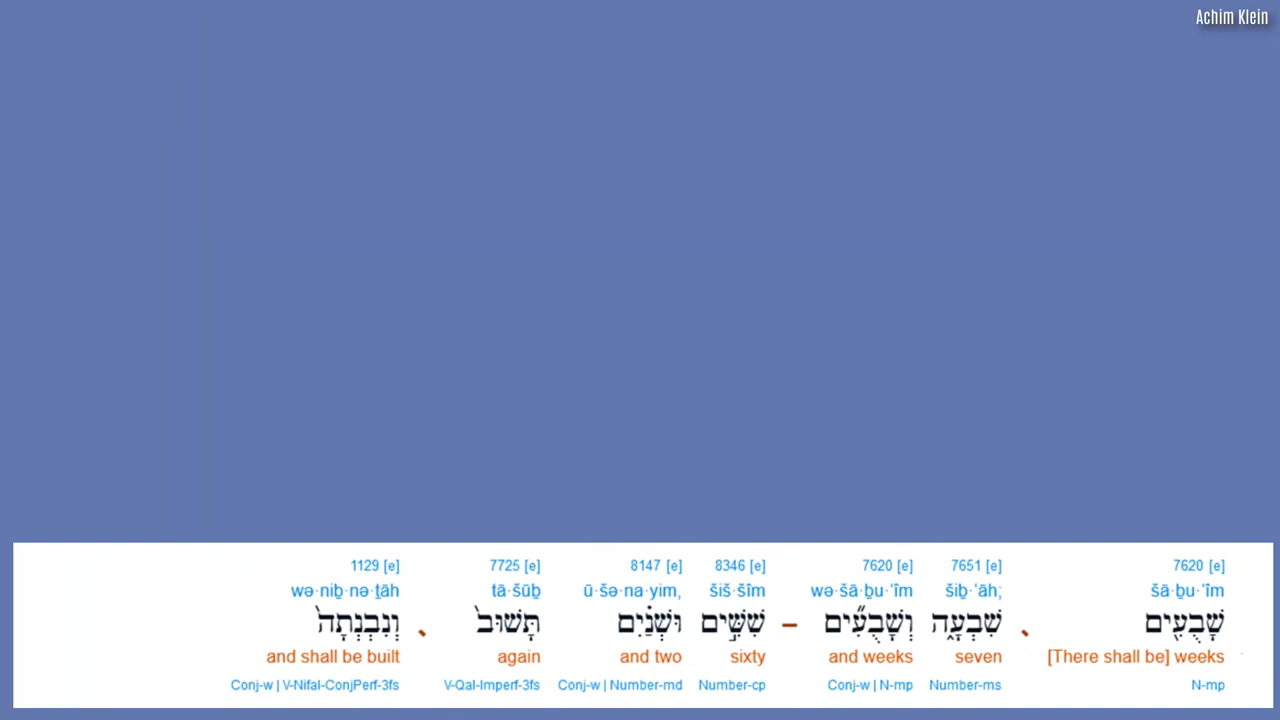 Achim Klein
1129 [e] 7725 [e] 8147 [e] 8346 [e] 7620 [e] 7651 [e] 7620 [e]
wə·niḇ·nə·ṯāh tā·šūḇ ū·šə·na·yim, šiš·šîm wə·šā·ḇu·‘îm šiḇ·‘āh; šā·ḇu·‘îm
שָׁבֻעִ֖ים 、 שִׁבְעָ֑ה וְשָׁבֻעִ֞ים – שִׁשִּׁ֣ים וּשְׁנַ֗יִם תָּשׁוּב֙ 、 וְנִבְנְתָה֙
and shall be built again and two sixty and weeks seven [There shall be] weeks
Conj-w | V-Nifal-ConjPerf-3fs V-Qal-Imperf-3fs Conj-w | Number-md Number-cp Conj-w | N-mp Number-ms N-mp